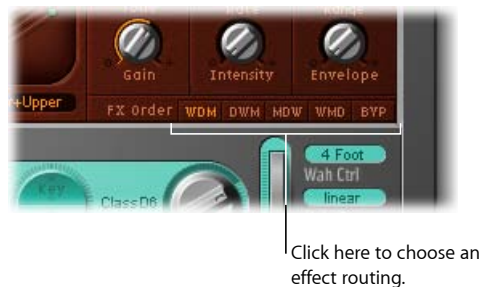 Gain Intensity Envelope
+Upper FX Order WDM DWM MDW WMD BYP
4 Foot
Wah Ctrl
Key ClassD6 linear
Click here to choose an
effect routing.